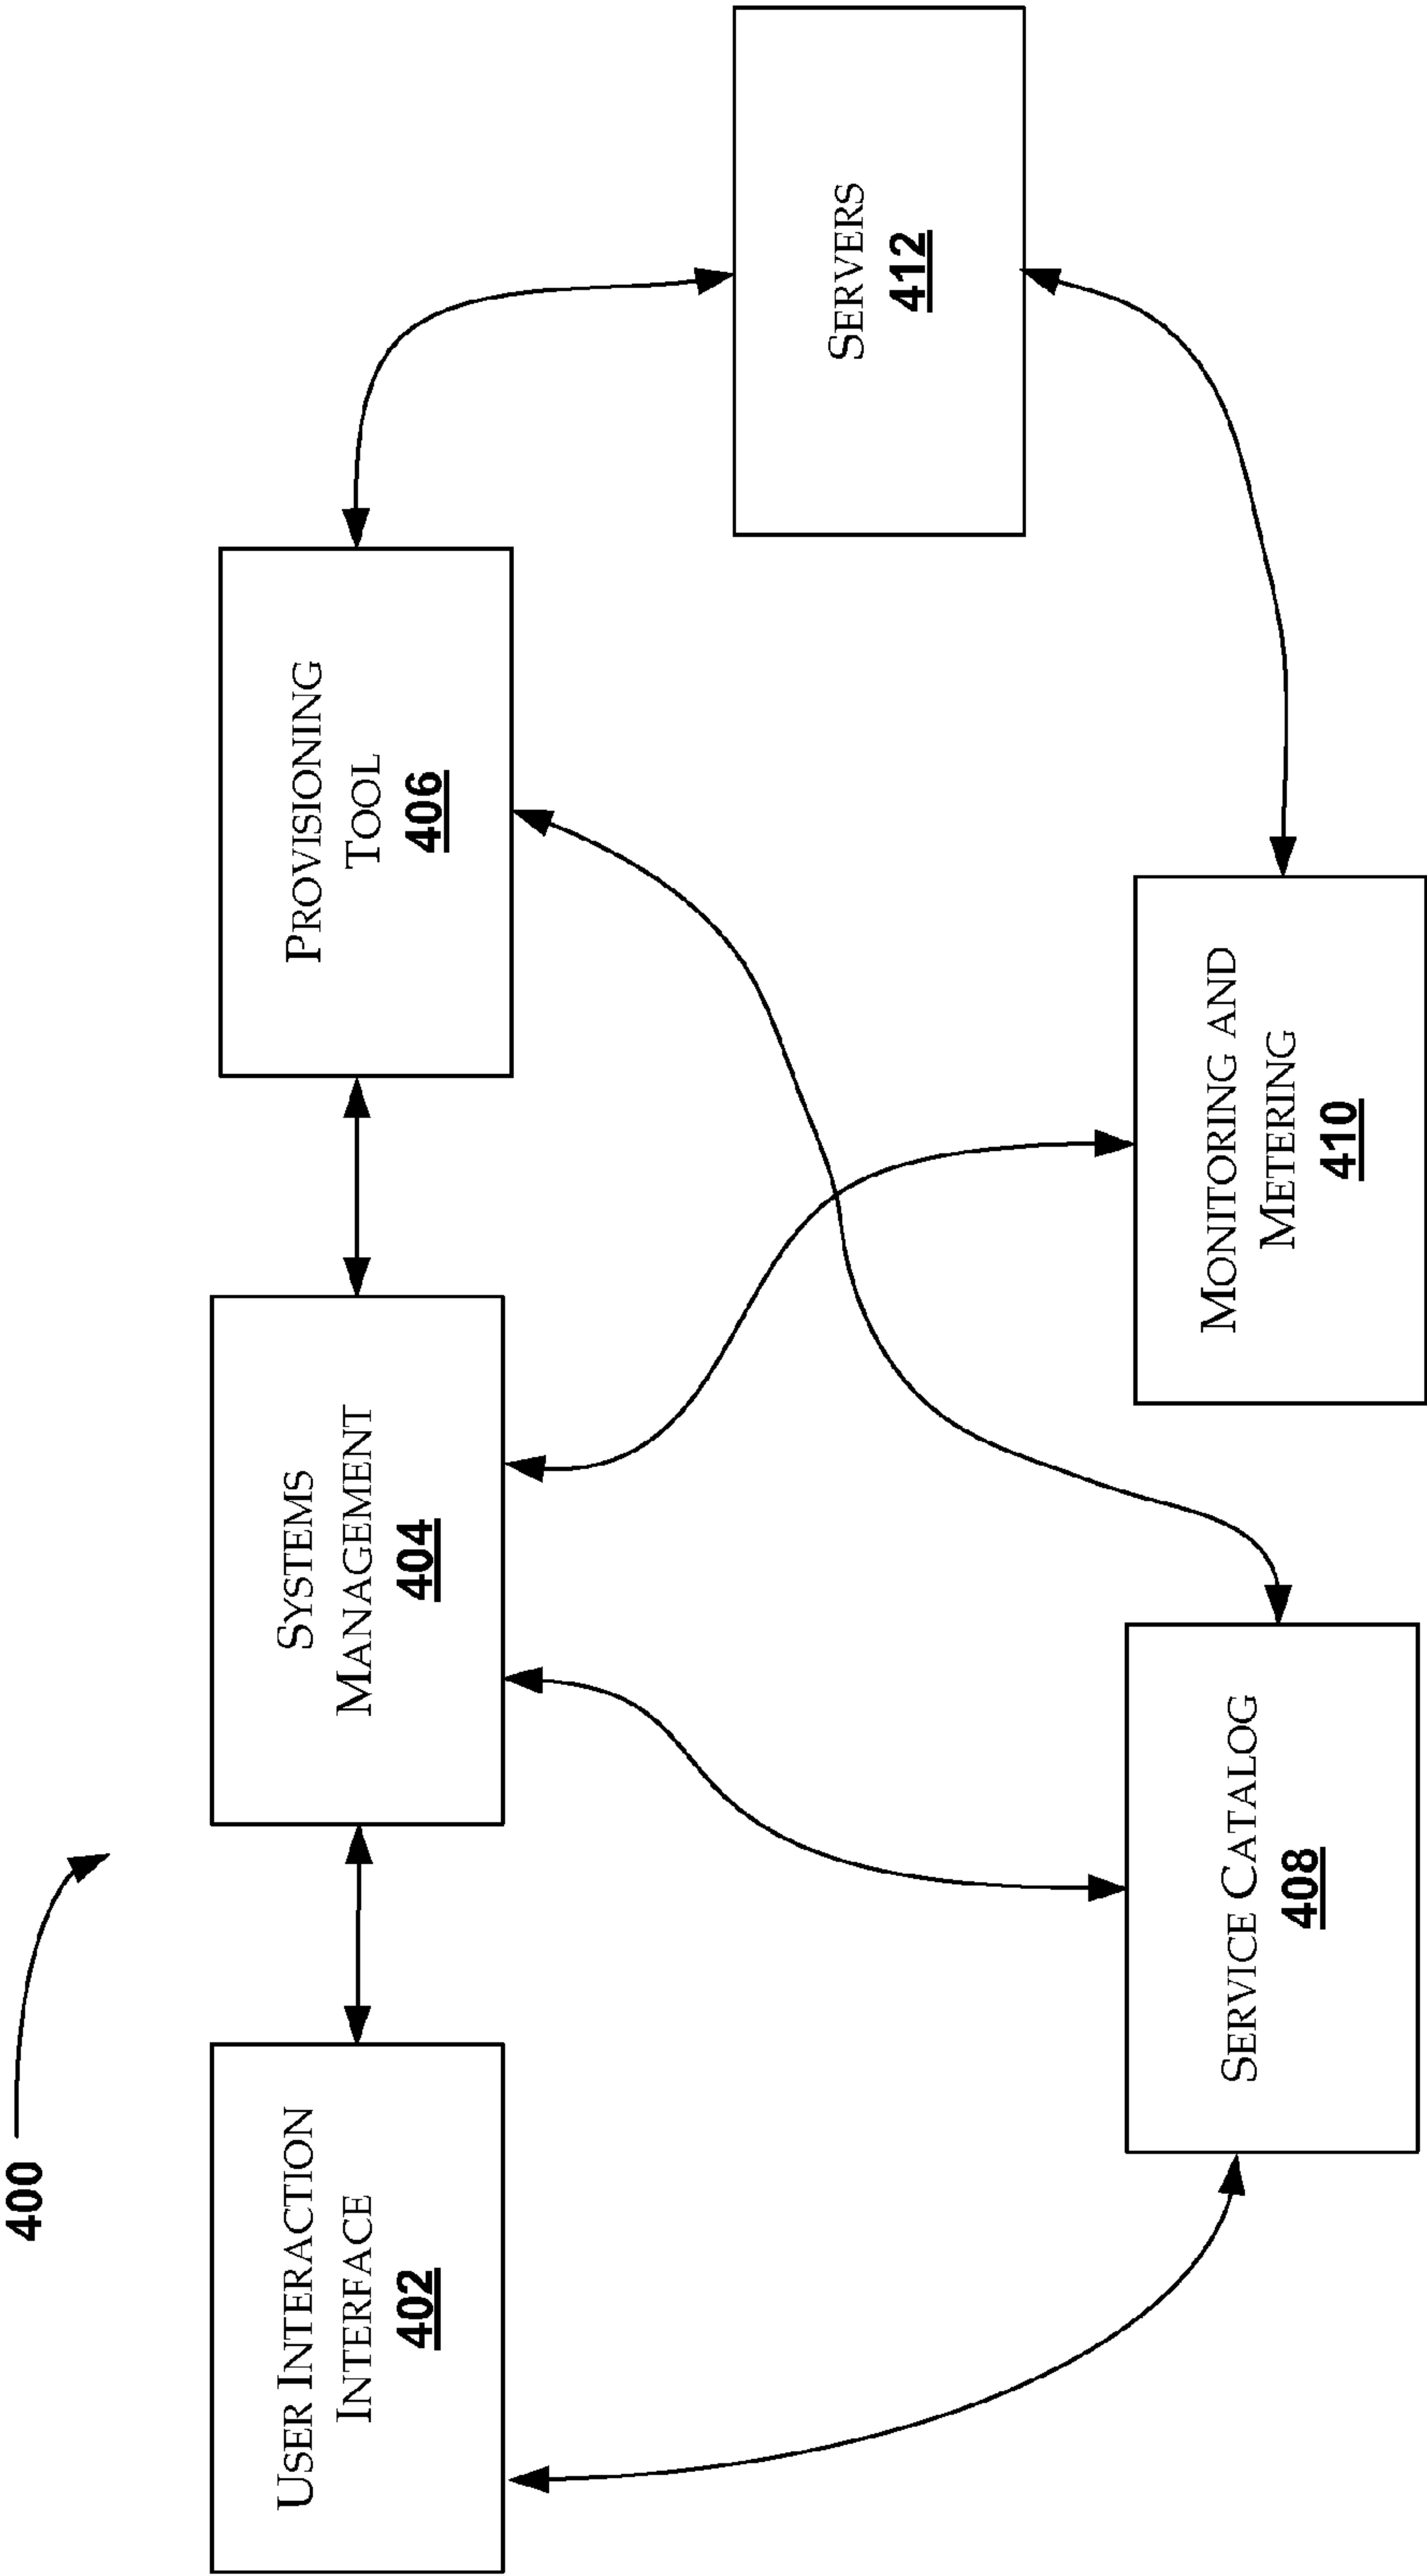 400
USER INTERACTION
INTERFACE
402
SYSTEMS
MANAGEMENT
404
PROVISIONING
TOOL
406
SERVERS
412
SERVICE CATALOG
408
MONITORING AND
METERING
410